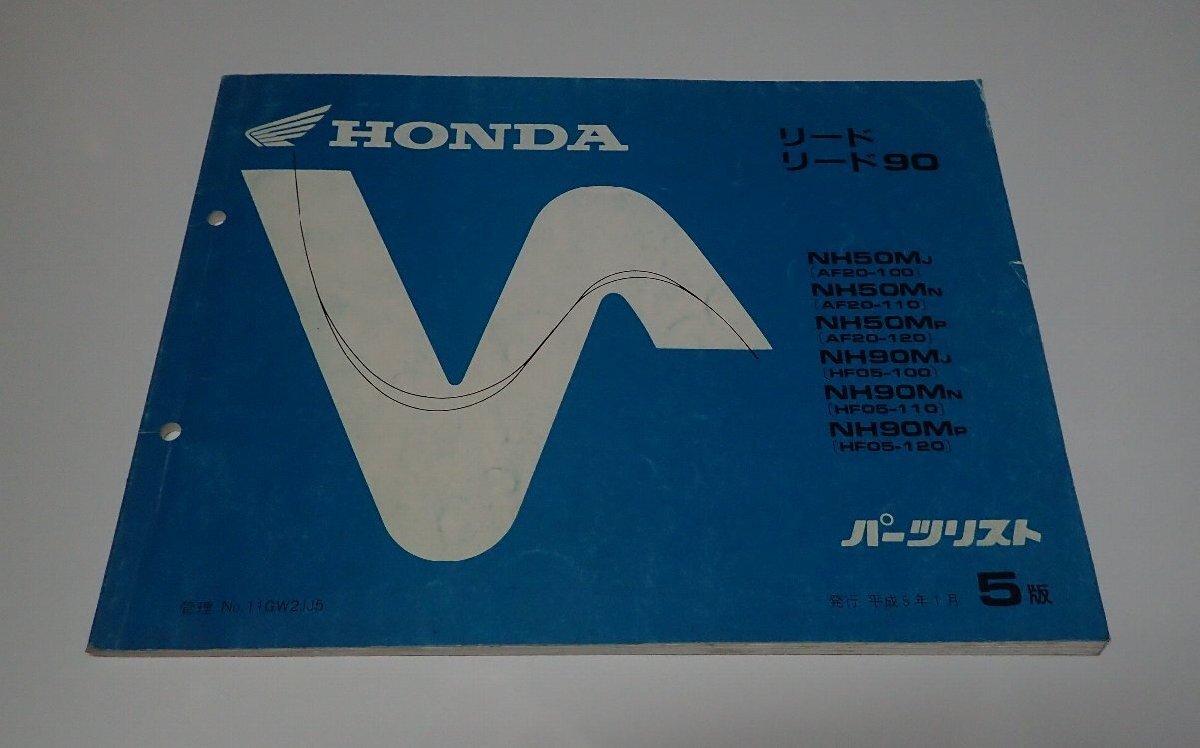 HONDA
リード
リード90
NH50MJ
(AF20-100)
NH50MN
(AF20-110)
NH50MP
(AF20-120)
NH90MJ
(HF05-100)
NH90MN
(HF05-110)
NH90MP
(HF05-120)
パーツリスト
管理 No.11GW2JJ5
発行 平成5年1月 5版